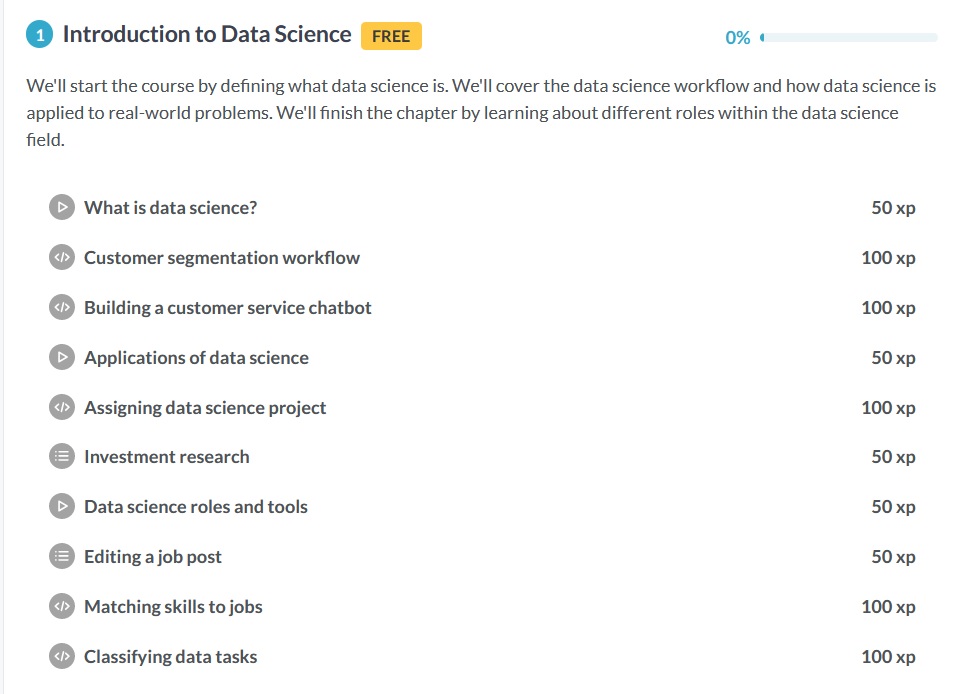 1 Introduction to Data Science FREE 0%
We'll start the course by defining what data science is. We'll cover the data science workflow and how data science is
applied to real-world problems. We'll finish the chapter by learning about different roles within the data science
field.
What is data science? 50 xp
</> Customer segmentation workflow 100 xp
</> Building a customer service chatbot 100 xp
Applications of data science 50 xp
</> Assigning data science project 100 xp
Investment research 50 xp
Data science roles and tools 50 xp
Editing a job post 50 xp
</> Matching skills to jobs 100 xp
</> Classifying data tasks 100 xp